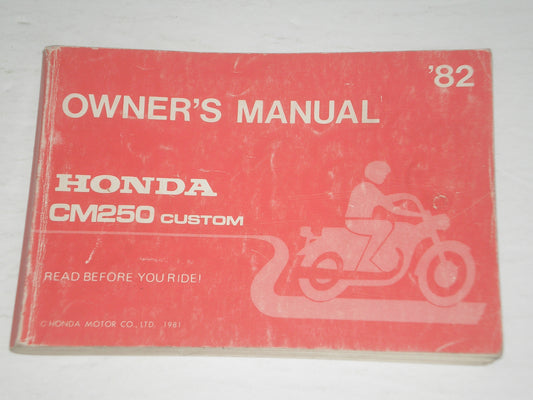 '82
OWNER'S MANUAL
HONDA
CM250 CUSTOM
READ BEFORE YOU RIDE!
© HONDA MOTOR CO., LTD. 1981